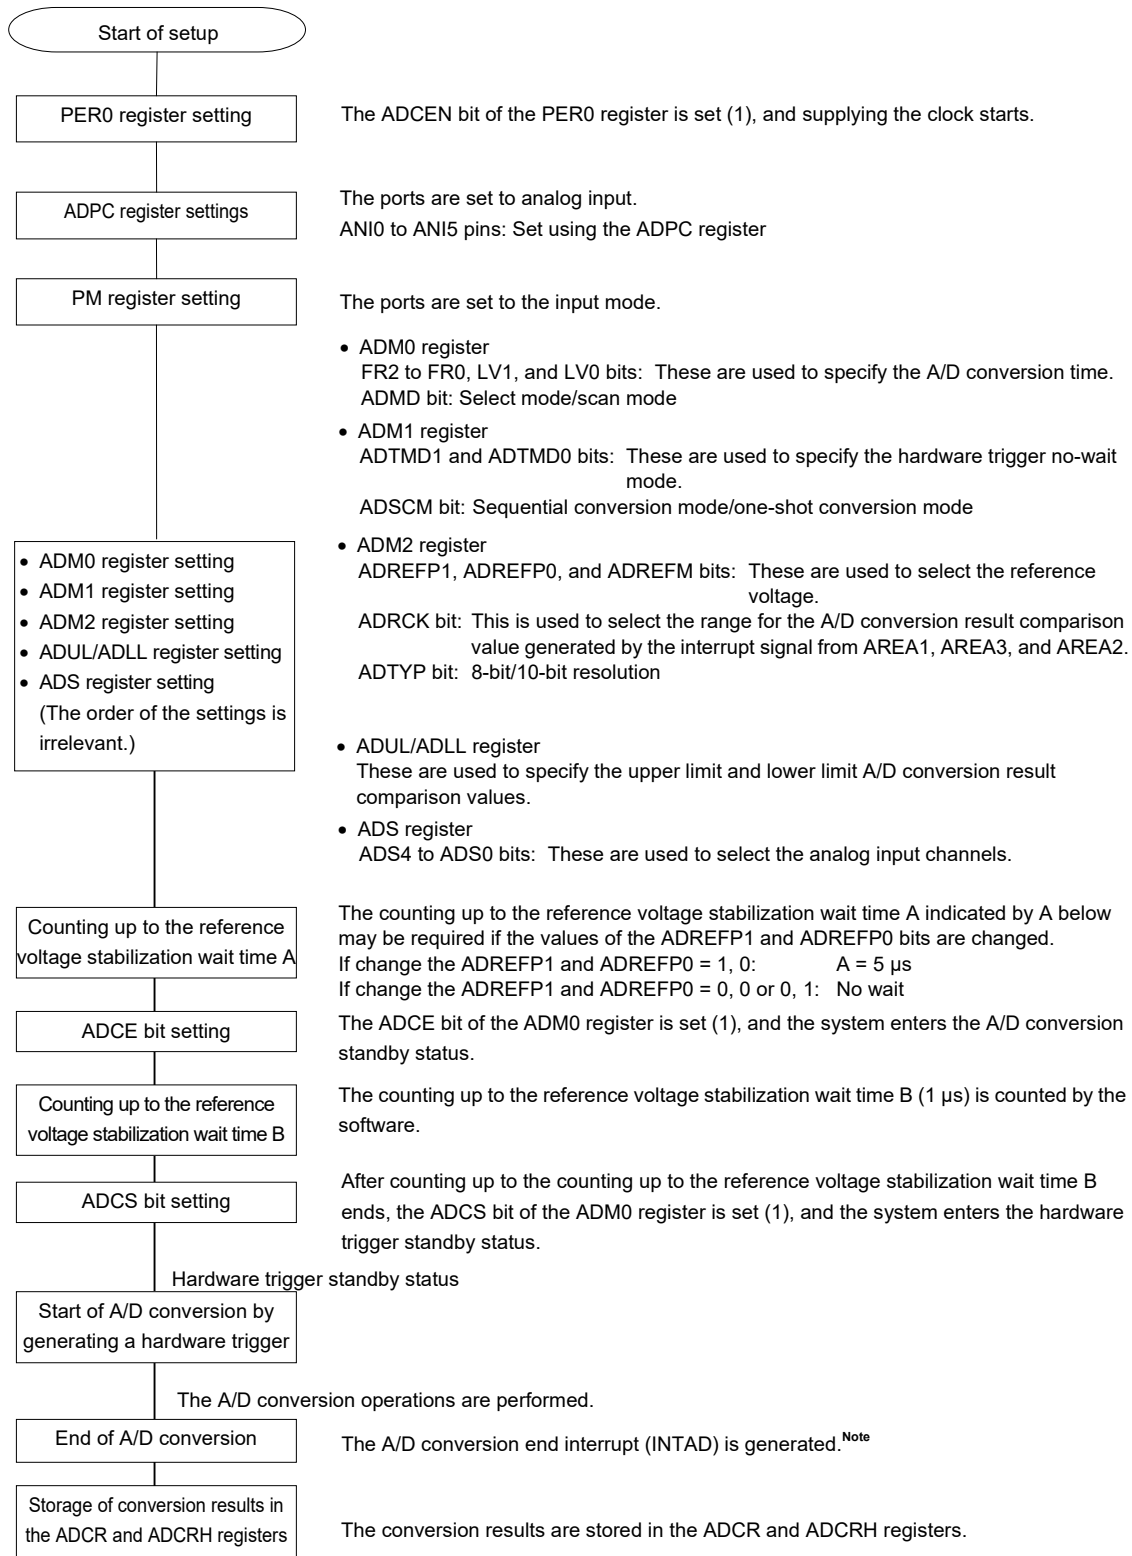 Start of setup
PER0 register setting
The ADCEN bit of the PER0 register is set (1), and supplying the clock starts.
ADPC register settings
The ports are set to analog input.
ANI0 to ANI5 pins: Set using the ADPC register
PM register setting
The ports are set to the input mode.
• ADM0 register
FR2 to FR0, LV1, and LV0 bits: These are used to specify the A/D conversion time.
ADMD bit: Select mode/scan mode
• ADM1 register
ADTMD1 and ADTMD0 bits: These are used to specify the hardware trigger no-wait
mode.
ADSCM bit: Sequential conversion mode/one-shot conversion mode
• ADM0 register setting
• ADM1 register setting
• ADM2 register setting
• ADUL/ADLL register setting
• ADS register setting
(The order of the settings is
irrelevant.)
• ADM2 register
ADREFP1, ADREFP0, and ADREFM bits: These are used to select the reference
voltage.
ADRCK bit: This is used to select the range for the A/D conversion result comparison
value generated by the interrupt signal from AREA1, AREA3, and AREA2.
ADTYP bit: 8-bit/10-bit resolution
• ADUL/ADLL register
These are used to specify the upper limit and lower limit A/D conversion result
comparison values.
• ADS register
ADS4 to ADS0 bits: These are used to select the analog input channels.
Counting up to the reference
voltage stabilization wait time A
The counting up to the reference voltage stabilization wait time A indicated by A below
may be required if the values of the ADREFP1 and ADREFP0 bits are changed.
If change the ADREFP1 and ADREFP0 = 1, 0: A = 5 µs
If change the ADREFP1 and ADREFP0 = 0, 0 or 0, 1: No wait
ADCE bit setting
The ADCE bit of the ADM0 register is set (1), and the system enters the A/D conversion
standby status.
Counting up to the reference
voltage stabilization wait time B
The counting up to the reference voltage stabilization wait time B (1 µs) is counted by the
software.
ADCS bit setting
After counting up to the counting up to the reference voltage stabilization wait time B
ends, the ADCS bit of the ADM0 register is set (1), and the system enters the hardware
trigger standby status.
Hardware trigger standby status
Start of A/D conversion by
generating a hardware trigger
The A/D conversion operations are performed.
End of A/D conversion
The A/D conversion end interrupt (INTAD) is generated.Note
Storage of conversion results in
the ADCR and ADCRH registers
The conversion results are stored in the ADCR and ADCRH registers.